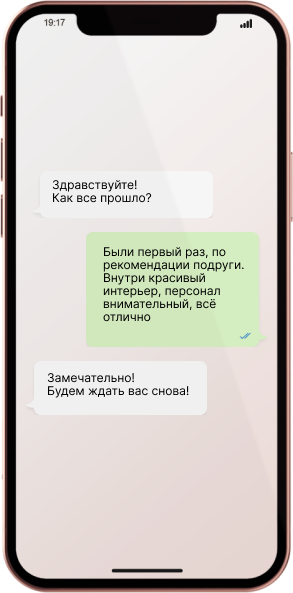 19:17
Здравствуйте!
Как все прошло?
Были первый раз, по
рекомендации подруги.
Внутри красивый
интерьер, персонал
внимательный, всё
отлично
Замечательно!
Будем ждать вас снова!